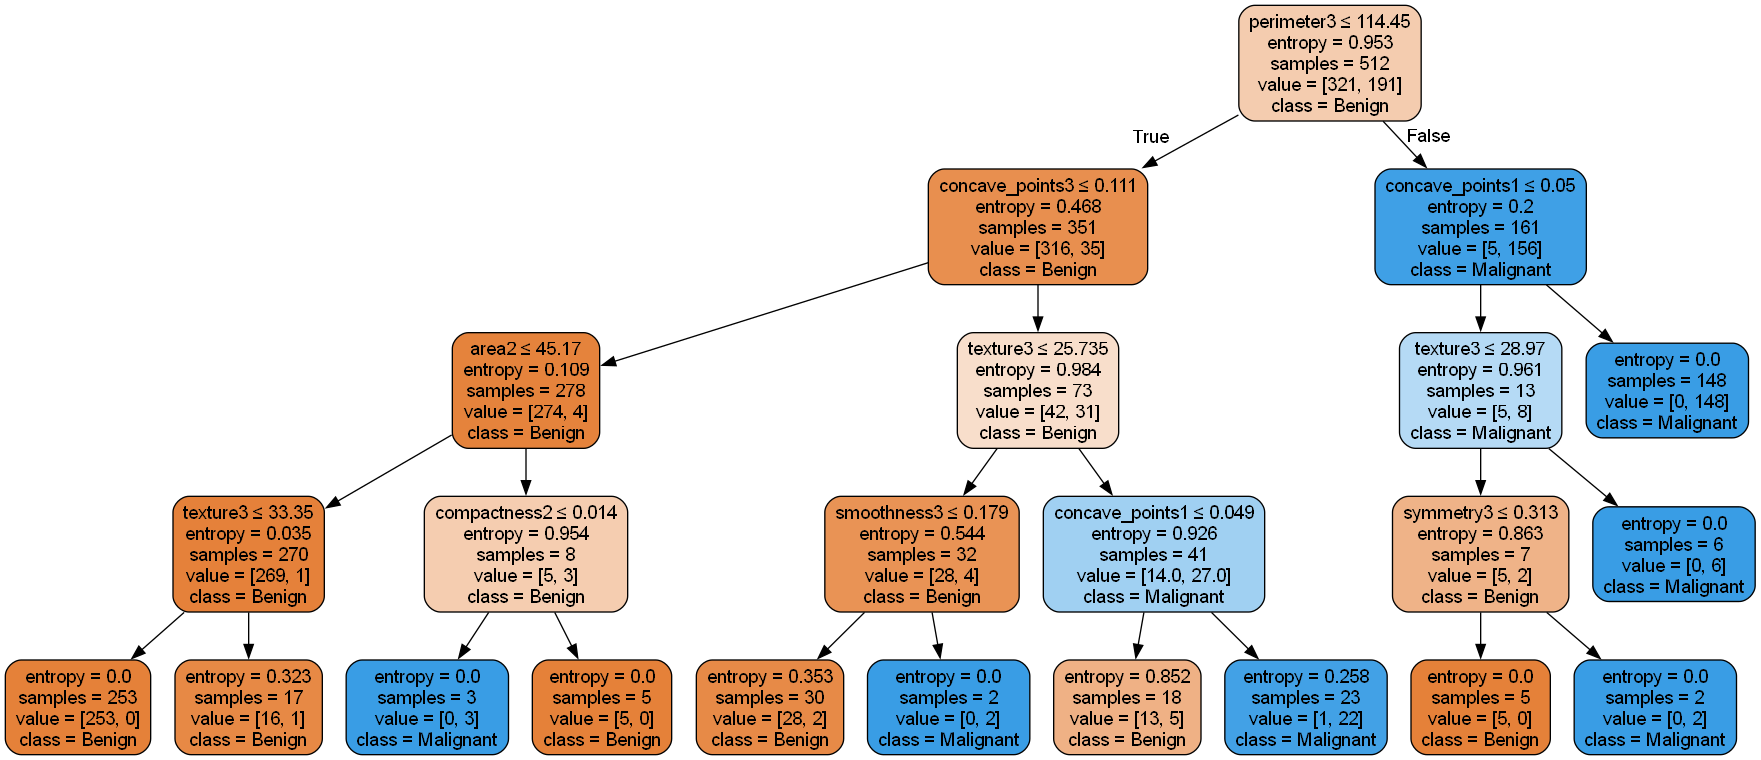 perimeter3 ≤ 114.45
entropy = 0.953
samples = 512
value = [321, 191]
class = Benign
True
False
concave_points3 ≤ 0.111
entropy = 0.468
samples = 351
value = [316, 35]
class = Benign
concave_points1 ≤ 0.05
entropy = 0.2
samples = 161
value = [5, 156]
class = Malignant
area2 ≤ 45.17
entropy = 0.109
samples = 278
value = [274, 4]
class = Benign
texture3 ≤ 25.735
entropy = 0.984
samples = 73
value = [42, 31]
class = Benign
texture3 ≤ 28.97
entropy = 0.961
samples = 13
value = [5, 8]
class = Malignant
entropy = 0.0
samples = 148
value = [0, 148]
class = Malignant
texture3 ≤ 33.35
entropy = 0.035
samples = 270
value = [269, 1]
class = Benign
compactness2 ≤ 0.014
entropy = 0.954
samples = 8
value = [5, 3]
class = Benign
smoothness3 ≤ 0.179
entropy = 0.544
samples = 32
value = [28, 4]
class = Benign
concave_points1 ≤ 0.049
entropy = 0.926
samples = 41
value = [14.0, 27.0]
class = Malignant
symmetry3 ≤ 0.313
entropy = 0.863
samples = 7
value = [5, 2]
class = Benign
entropy = 0.0
samples = 6
value = [0, 6]
class = Malignant
entropy = 0.0
samples = 253
value = [253, 0]
class = Benign
entropy = 0.323
samples = 17
value = [16, 1]
class = Benign
entropy = 0.0
samples = 3
value = [0, 3]
class = Malignant
entropy = 0.0
samples = 5
value = [5, 0]
class = Benign
entropy = 0.353
samples = 30
value = [28, 2]
class = Benign
entropy = 0.0
samples = 2
value = [0, 2]
class = Malignant
entropy = 0.852
samples = 18
value = [13, 5]
class = Benign
entropy = 0.258
samples = 23
value = [1, 22]
class = Malignant
entropy = 0.0
samples = 5
value = [5, 0]
class = Benign
entropy = 0.0
samples = 2
value = [0, 2]
class = Malignant